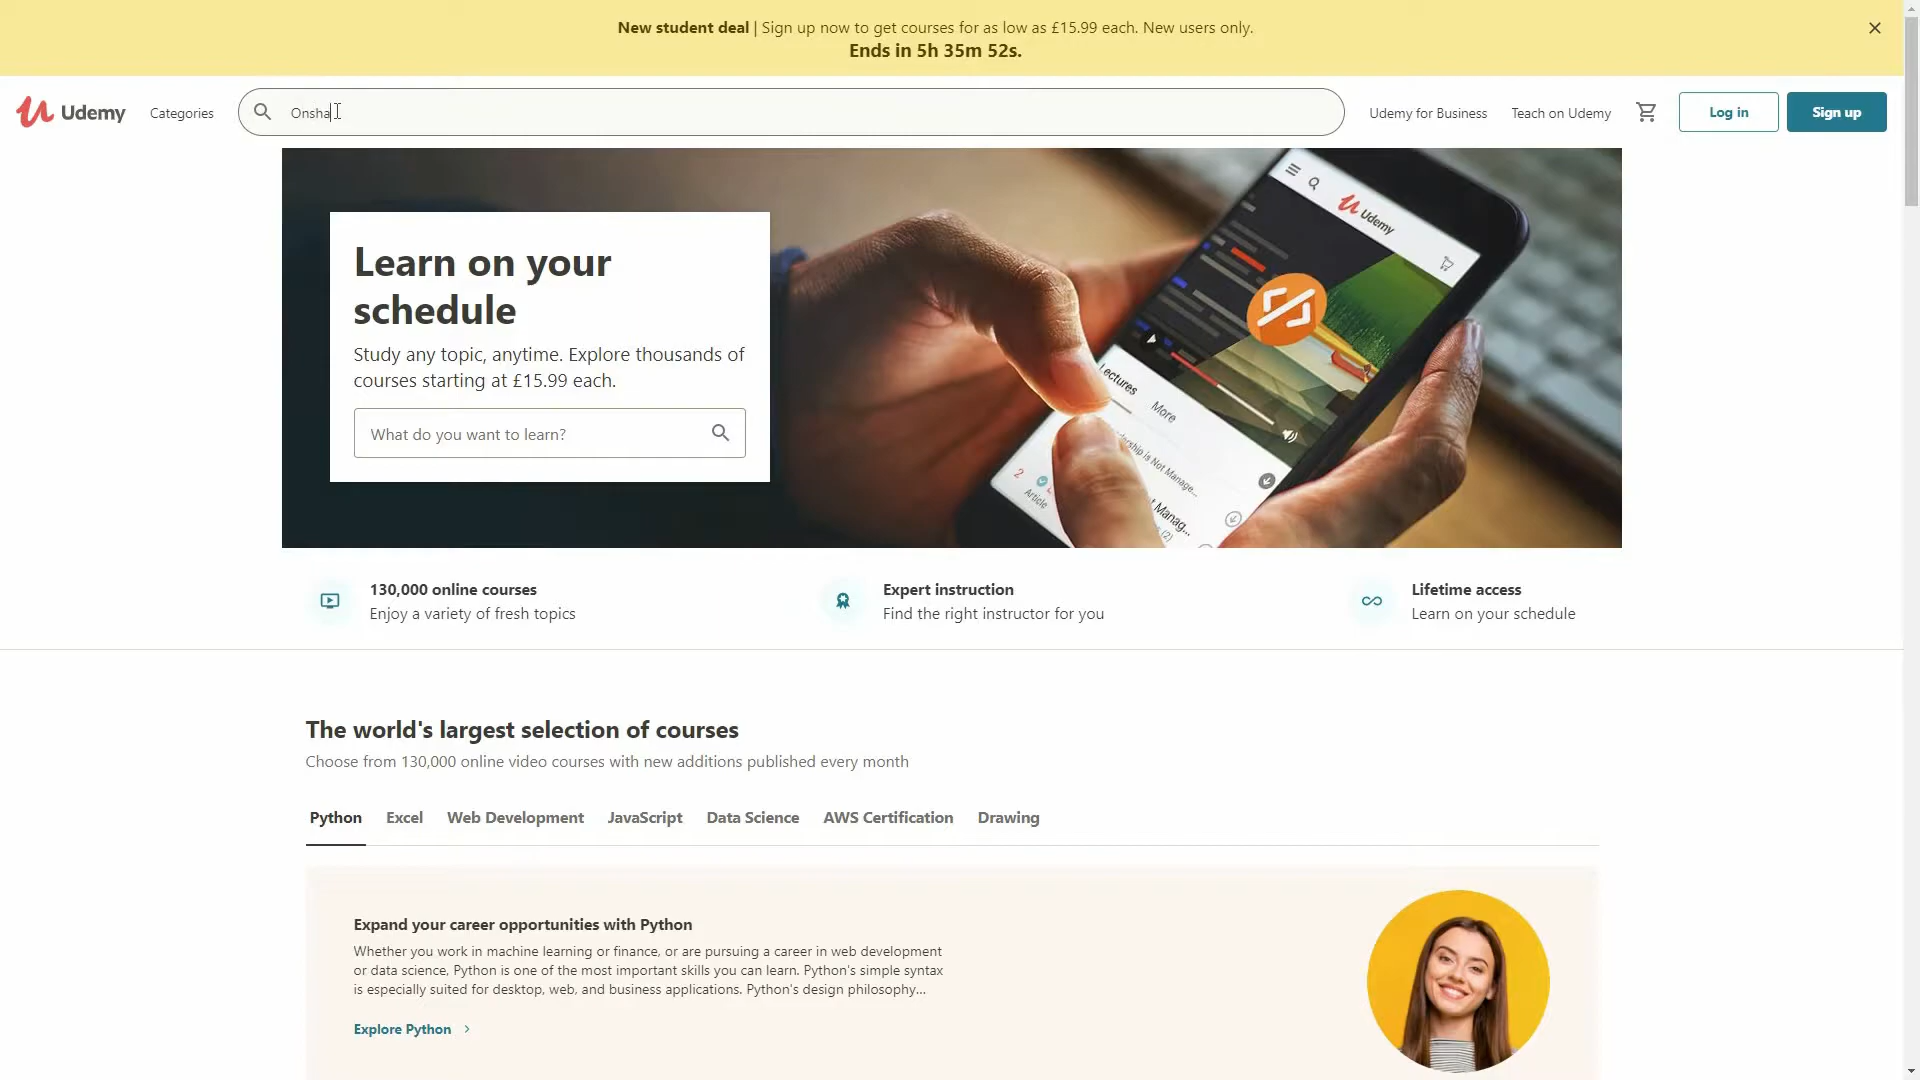 New student deal | Sign up now to get courses for as low as £15.99 each. New users only.
Ends in 5h 35m 52s.
Udemy
Categories
Onsha
Udemy for Business
Teach on Udemy
Log in
Sign up
Learn on your
schedule
Study any topic, anytime. Explore thousands of
courses starting at £15.99 each.
What do you want to learn?
Udemy
Lectures
More
2
Article
130,000 online courses
Enjoy a variety of fresh topics
Expert instruction
Find the right instructor for you
Lifetime access
Learn on your schedule
The world's largest selection of courses
Choose from 130,000 online video courses with new additions published every month
Python
Excel
Web Development
JavaScript
Data Science
AWS Certification
Drawing
Expand your career opportunities with Python
Whether you work in machine learning or finance, or are pursuing a career in web development
or data science, Python is one of the most important skills you can learn. Python's simple syntax
is especially suited for desktop, web, and business applications. Python's design philosophy...
Explore Python